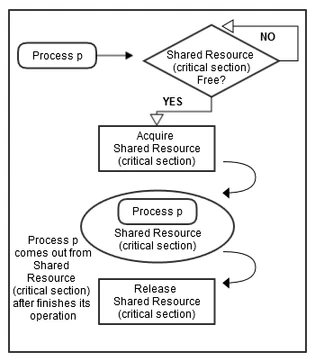 Process p
Shared Resource
(critical section)
Free?
NO
YES
Acquire
Shared Resource
(critical section)
Process p
Shared Resource
(critical section)
Process p
comes out from
Shared
Resource
(critical section)
after finishes its
operation
Release
Shared Resource
(critical section)